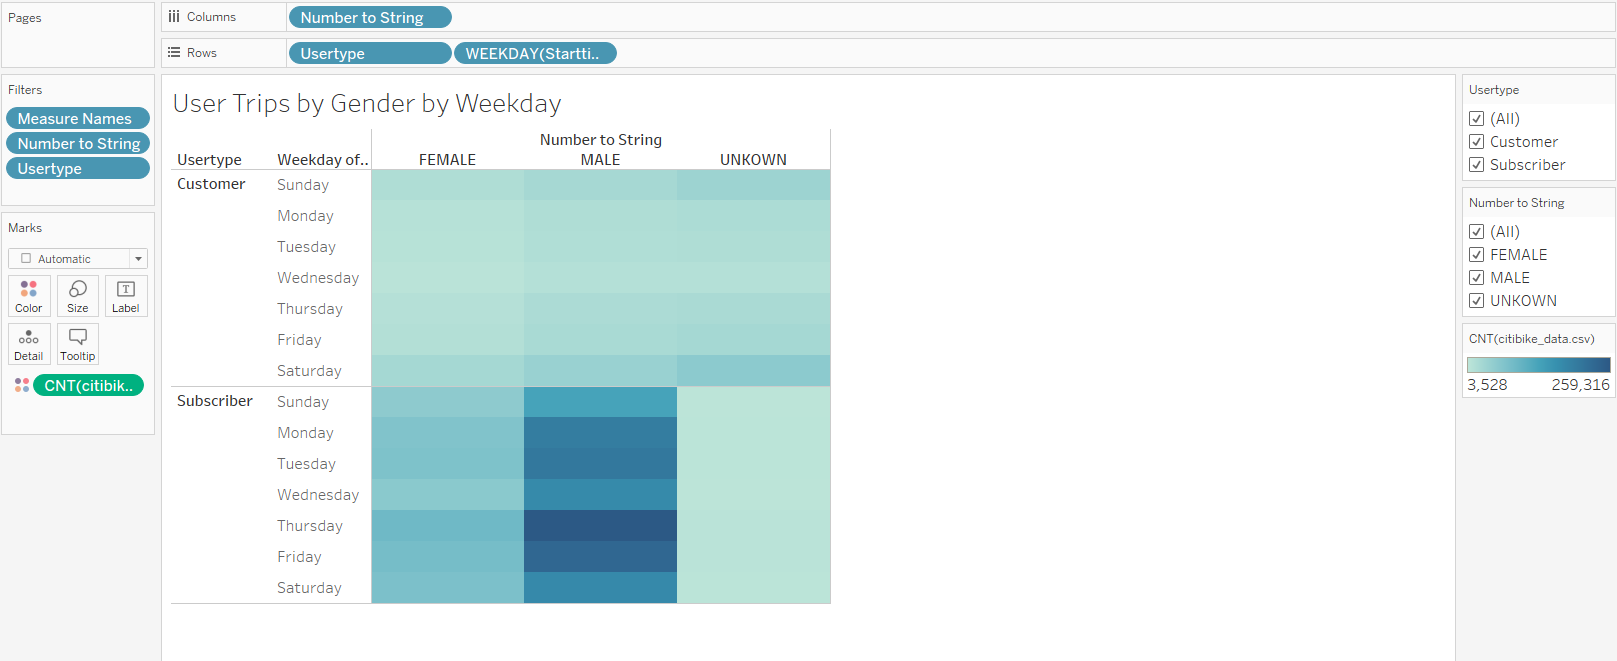 Pages
Columns
Number to String
Rows
Usertype
WEEKDAY(Startti..
Filters
Measure Names
Number to String
Usertype
Marks
Automatic
Color
Size
Label
Detail
Tooltip
CNT(citibik..
User Trips by Gender by Weekday
Number to String
Usertype
Weekday of..
FEMALE
MALE
UNKOWN
Customer
Sunday
Monday
Tuesday
Wednesday
Thursday
Friday
Saturday
Subscriber
Sunday
Monday
Tuesday
Wednesday
Thursday
Friday
Saturday
Usertype
(All)
Customer
Subscriber
Number to String
(All)
FEMALE
MALE
UNKOWN
CNT(citibike_data.csv)
3,528
259,316